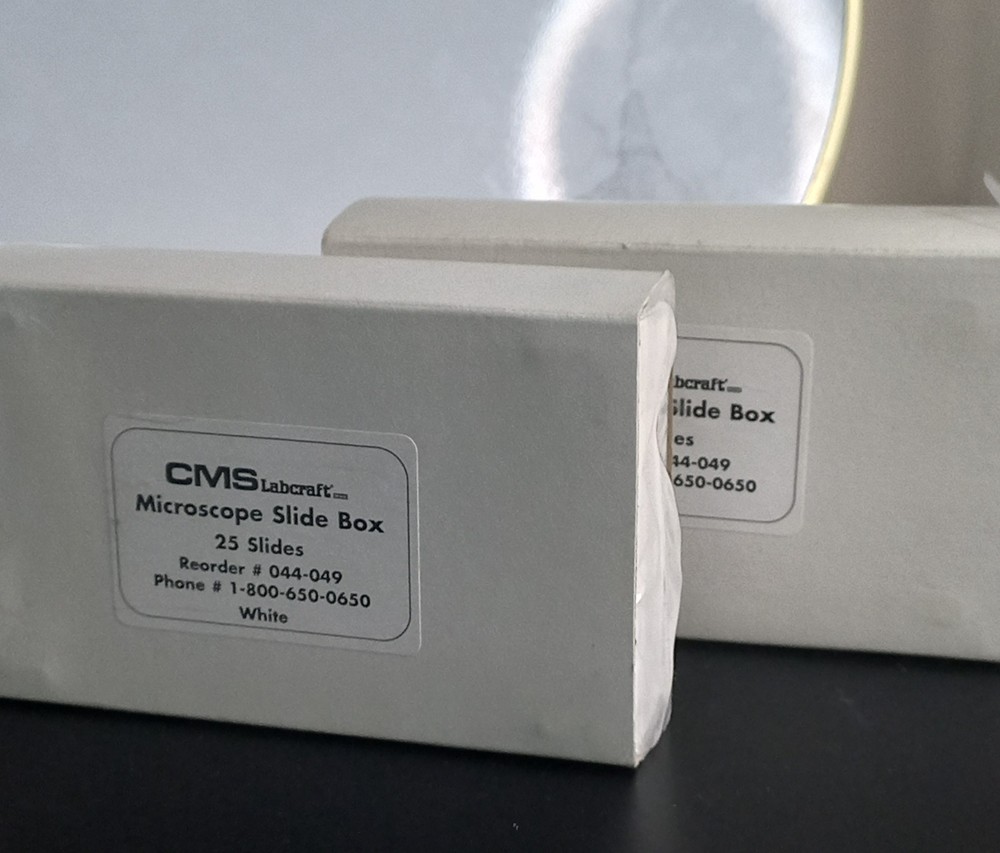 CMS Labcraft
Microscope Slide Box
25 Slides
Reorder # 044-049
Phone # 1-800-650-0650
White
bcraft
Slide Box
es
44-049
650-0650